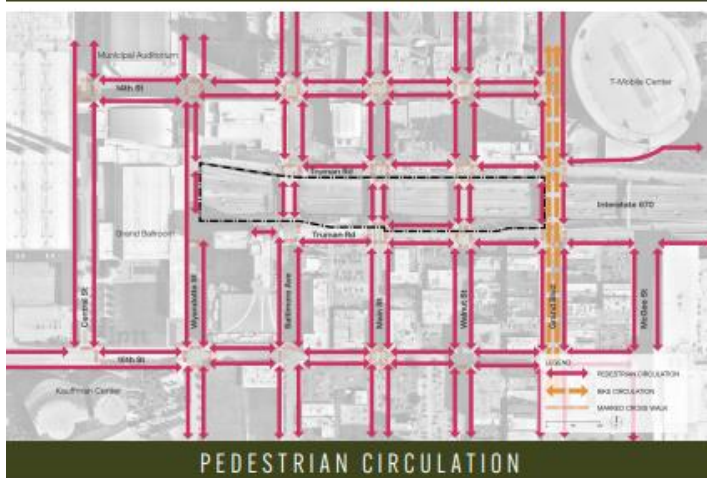 Municipal Auditorium
T-Mobile Center
14th St
Truman Rd
Interstate 670
Grand Ballroom
Truman Rd
Central St
Wyandotte St
Baltimore Ave
Main St
Walnut St
Grand Blvd
McGee St
16th St
LEGEND
Kauffman Center
PEDESTRIAN CIRCULATION
BIKE CIRCULATION
MARKED CROSS WALK
PEDESTRIAN CIRCULATION